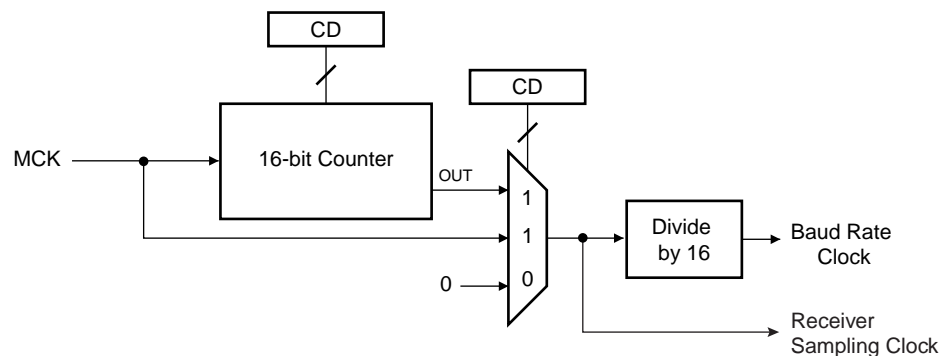 CD
CD
MCK
16-bit Counter
OUT
1
1
0
0
Divide
by 16
Baud Rate
Clock
Receiver
Sampling Clock